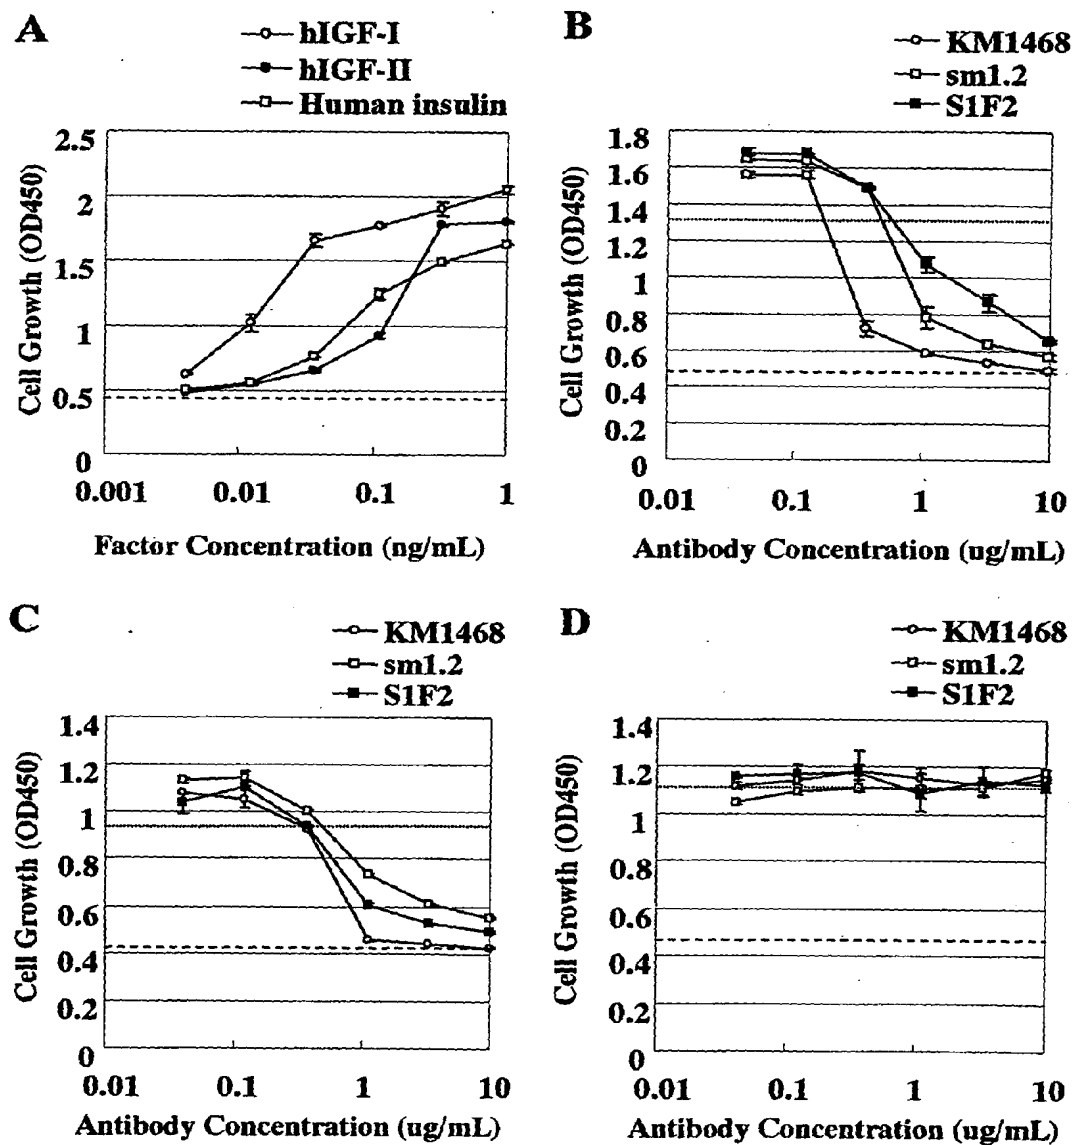 A
hIGF-I
hIGF-II
Human insulin
2.5
2
1.5
1
0.5
0
Cell Growth (OD450)
0.001
0.01
0.1
1
Factor Concentration (ng/mL)
B
KM1468
sm1.2
S1F2
1.8
1.6
1.4
1.2
1
0.8
0.6
0.4
0.2
0
Cell Growth (OD450)
0.01
0.1
1
10
Antibody Concentration (ug/mL)
C
KM1468
sm1.2
S1F2
1.4
1.2
1
0.8
0.6
0.4
0.2
0
Cell Growth (OD450)
0.01
0.1
1
10
Antibody Concentration (ug/mL)
D
KM1468
sm1.2
S1F2
1.4
1.2
1
0.8
0.6
0.4
0.2
0
Cell Growth (OD450)
0.01
0.1
1
10
Antibody Concentration (ug/mL)